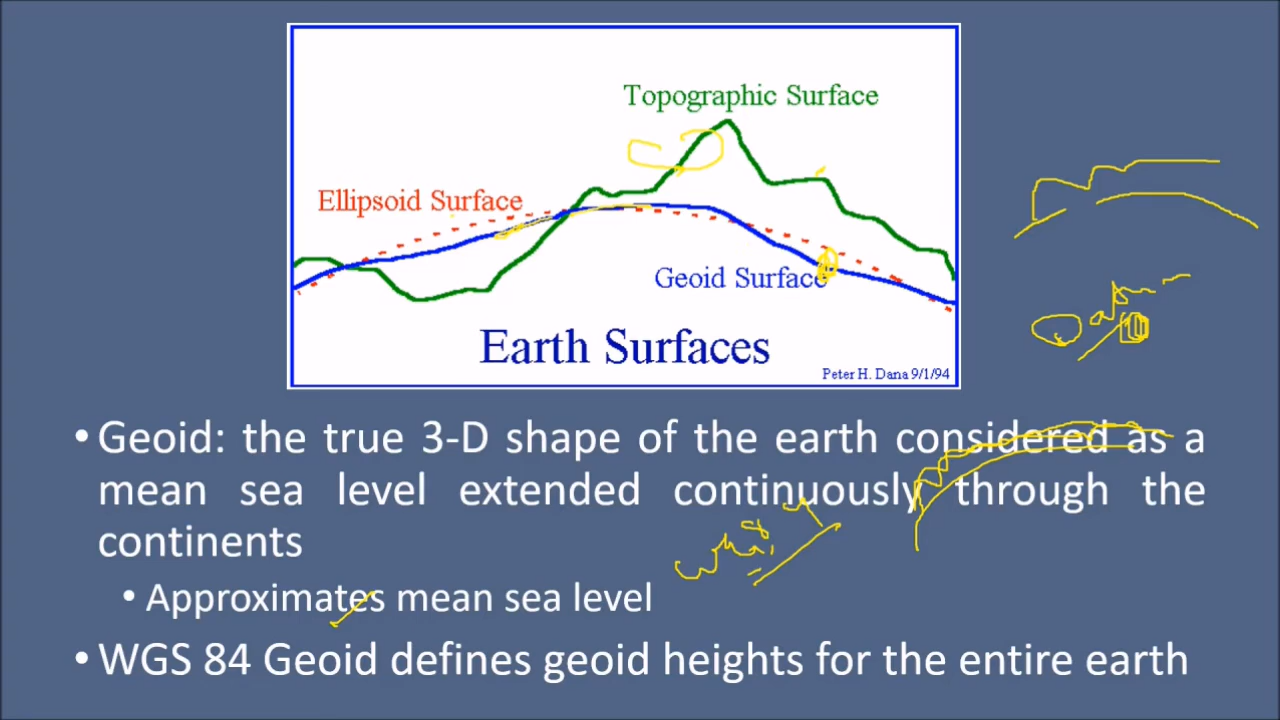 Topographic Surface
Ellipsoid Surface
Geoid Surface
Earth Surfaces
Peter H. Dana 9/1/94
• Geoid: the true 3-D shape of the earth considered as a
mean sea level extended continuously through the
continents
• Approximates mean sea level
• WGS 84 Geoid defines geoid heights for the entire earth